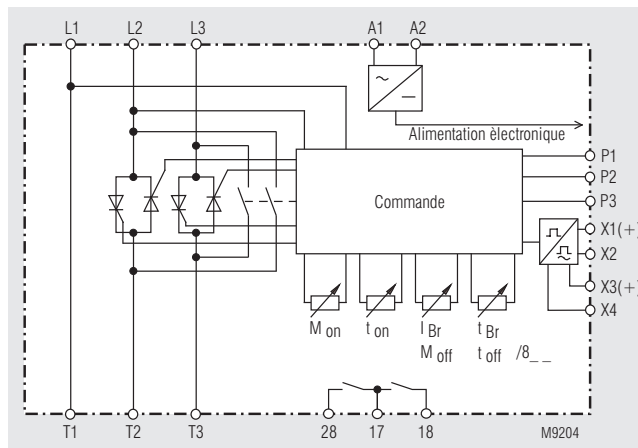 L1 L2 L3 A1 A2
Alimentation èlectronique
P1
P2
P3
Commande
X1(+)
X2
X3(+)
X4
M on t on I Br t Br
M off t off /8_ _
T1 T2 T3 28 17 18 M9204